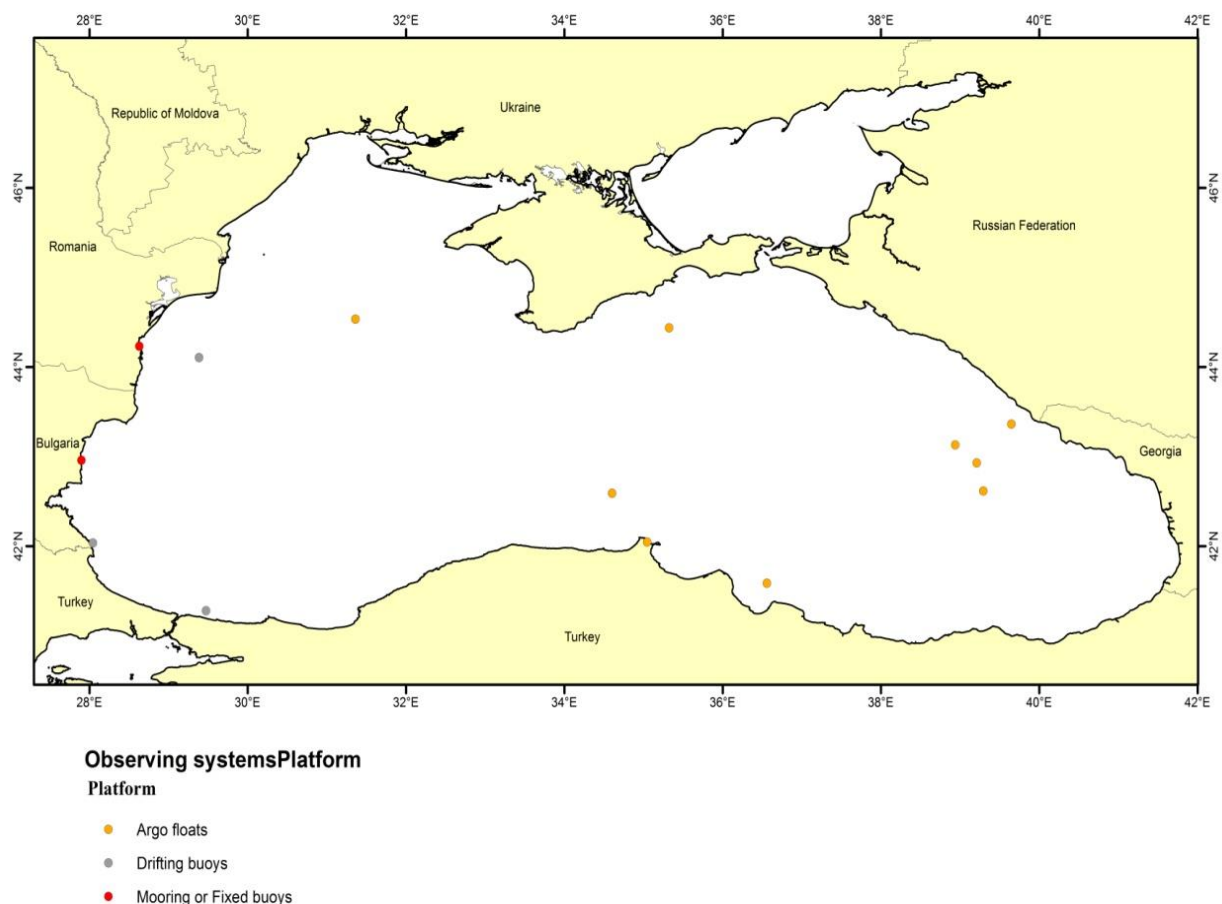 28°E 30°E 32°E 34°E 36°E 38°E 40°E 42°E
Ukraine
Republic of Moldova
46°N 46°N
Romania
Russian Federation
44°N 44°N
Bulgaria
Georgia
42°N 42°N
Turkey
Turkey
28°E 30°E 32°E 34°E 36°E 38°E 40°E 42°E
Observing systemsPlatform
Platform
Argo floats
Drifting buoys
Mooring or Fixed buoys